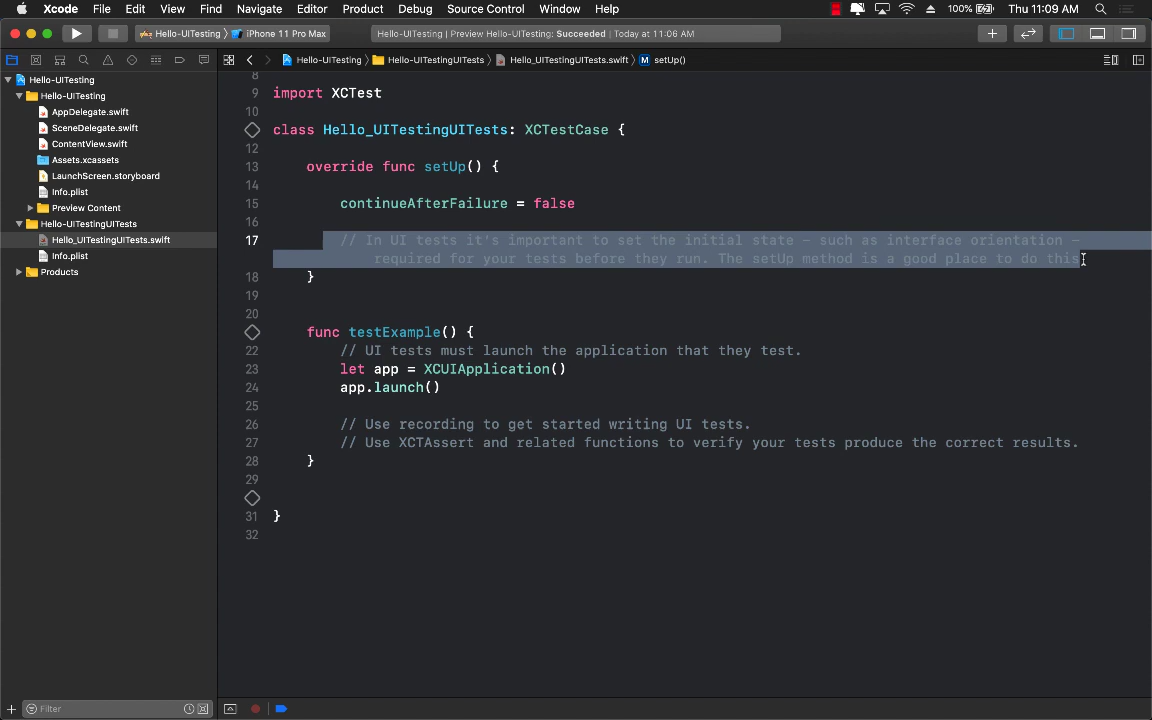 Xcode File Edit View Find Navigate Editor Product Debug Source Control Window Help 100% Thu 11:09 AM
Hello-UITesting iPhone 11 Pro Max Hello-UITesting | Preview Hello-UITesting: Succeeded | Today at 11:06 AM
Hello-UITesting Hello-UITestingUITests Hello_UITestingUITests.swift M setUp()
Hello-UITesting
Hello-UITesting
AppDelegate.swift
SceneDelegate.swift
ContentView.swift
Assets.xcassets
LaunchScreen.storyboard
Info.plist
Preview Content
Hello-UITestingUITests
Hello_UITestingUITests.swift
Info.plist
Products
Filter
8
9 import XCTest
10
class Hello_UITestingUITests: XCTestCase {
12
13 override func setUp() {
14
15 continueAfterFailure = false
16
17 // In UI tests it's important to set the initial state - such as interface orientation -
required for your tests before they run. The setUp method is a good place to do this
18 }
19
20
func testExample() {
22 // UI tests must launch the application that they test.
23 let app = XCUIApplication()
24 app.launch()
25
26 // Use recording to get started writing UI tests.
27 // Use XCTAssert and related functions to verify your tests produce the correct results.
28 }
29
31 }
32